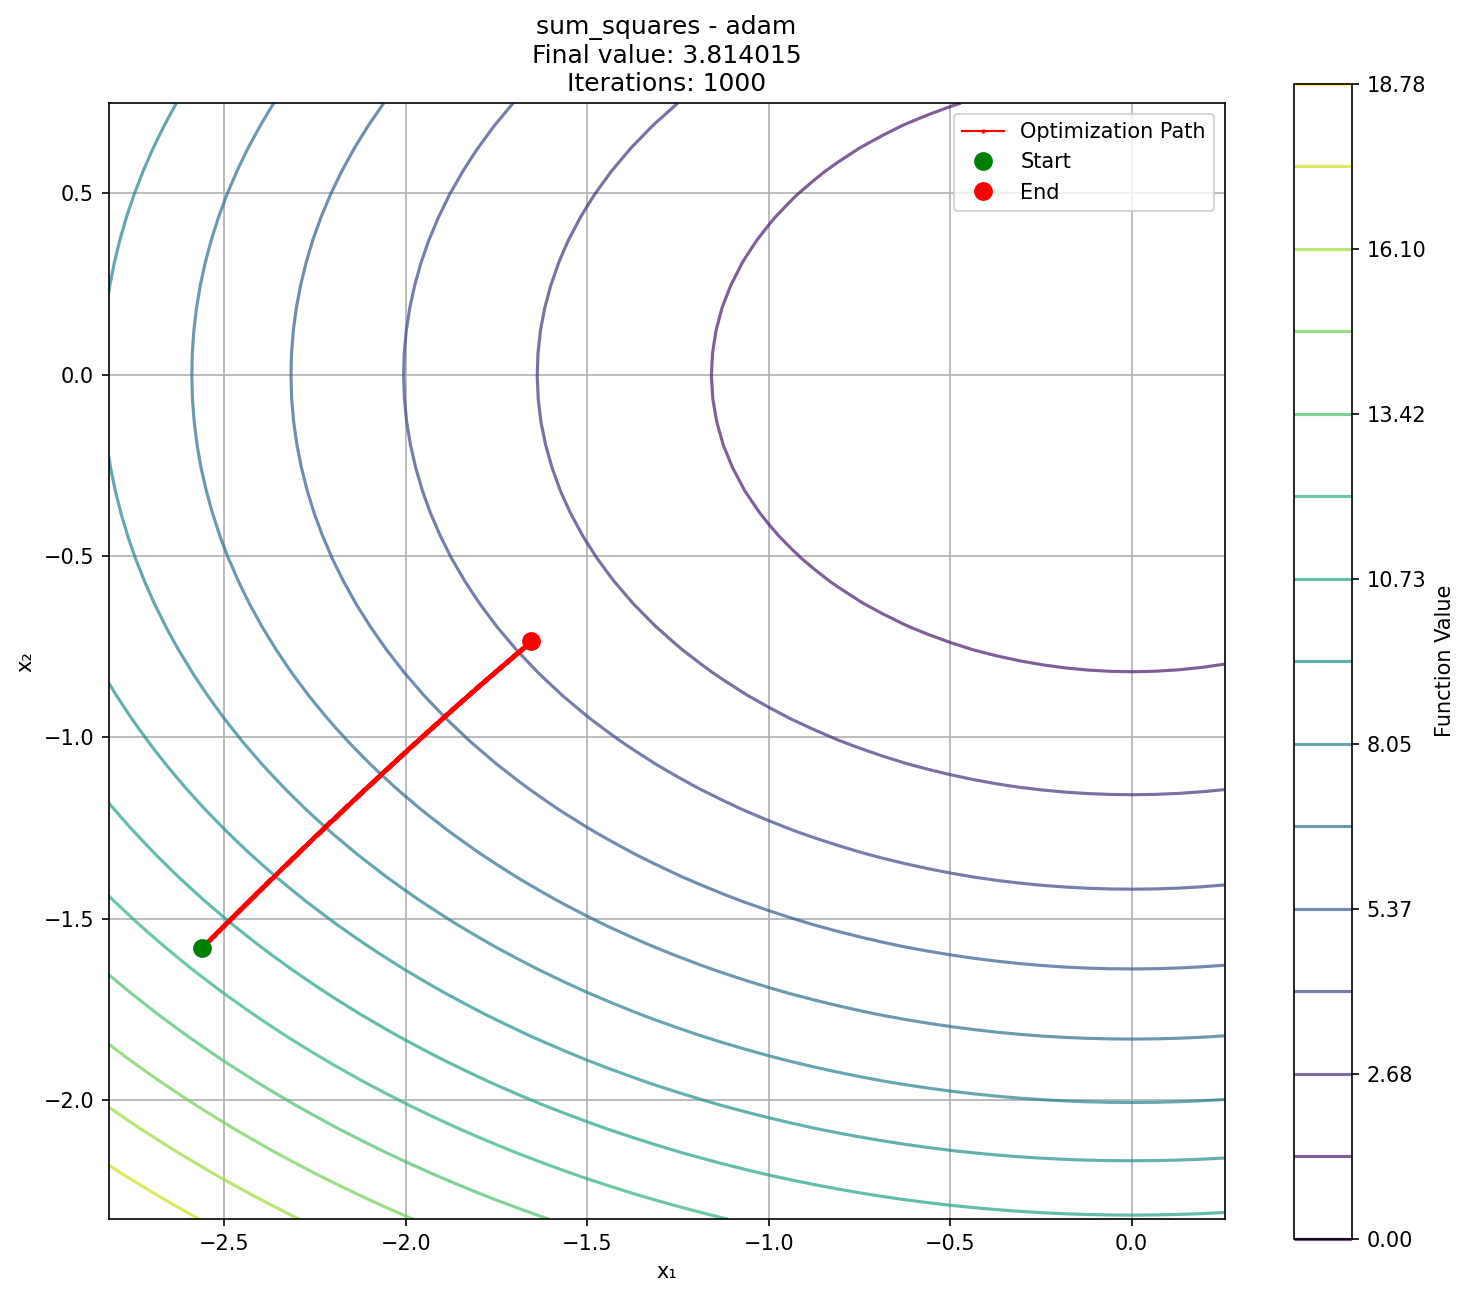 sum_squares - adam
Final value: 3.814015
Iterations: 1000
Optimization Path
Start
End
0.5
0.0
−0.5
−1.0
−1.5
−2.0
x₂
−2.5
−2.0
−1.5
−1.0
−0.5
0.0
x₁
18.78
16.10
13.42
10.73
8.05
5.37
2.68
0.00
Function Value